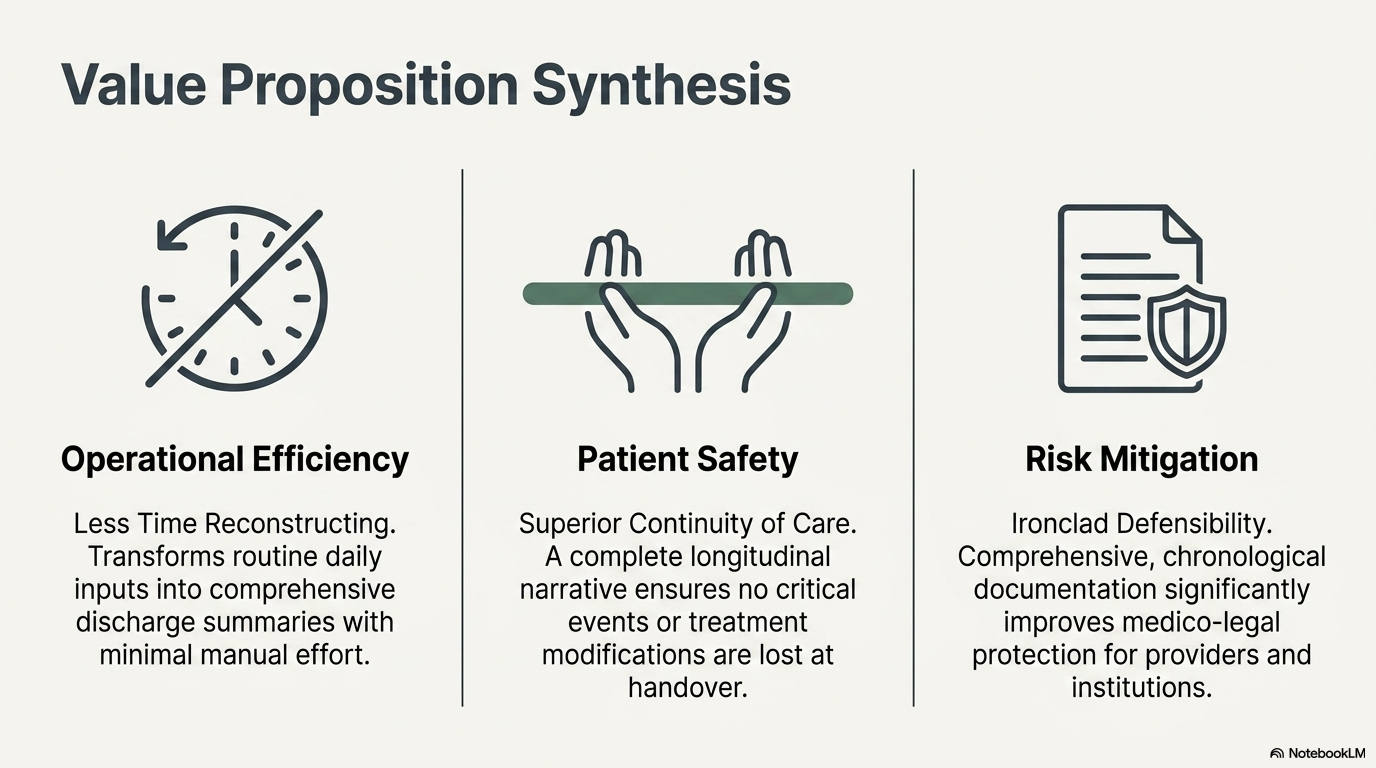 Value Proposition Synthesis
Operational Efficiency
Less Time Reconstructing.
Transforms routine daily
inputs into comprehensive
discharge summaries with
minimal manual effort.
Patient Safety
Superior Continuity of Care.
A complete longitudinal
narrative ensures no critical
events or treatment
modifications are lost at
handover.
Risk Mitigation
Ironclad Defensibility.
Comprehensive, chronological
documentation significantly
improves medico-legal
protection for providers and
institutions.
NotebookLM